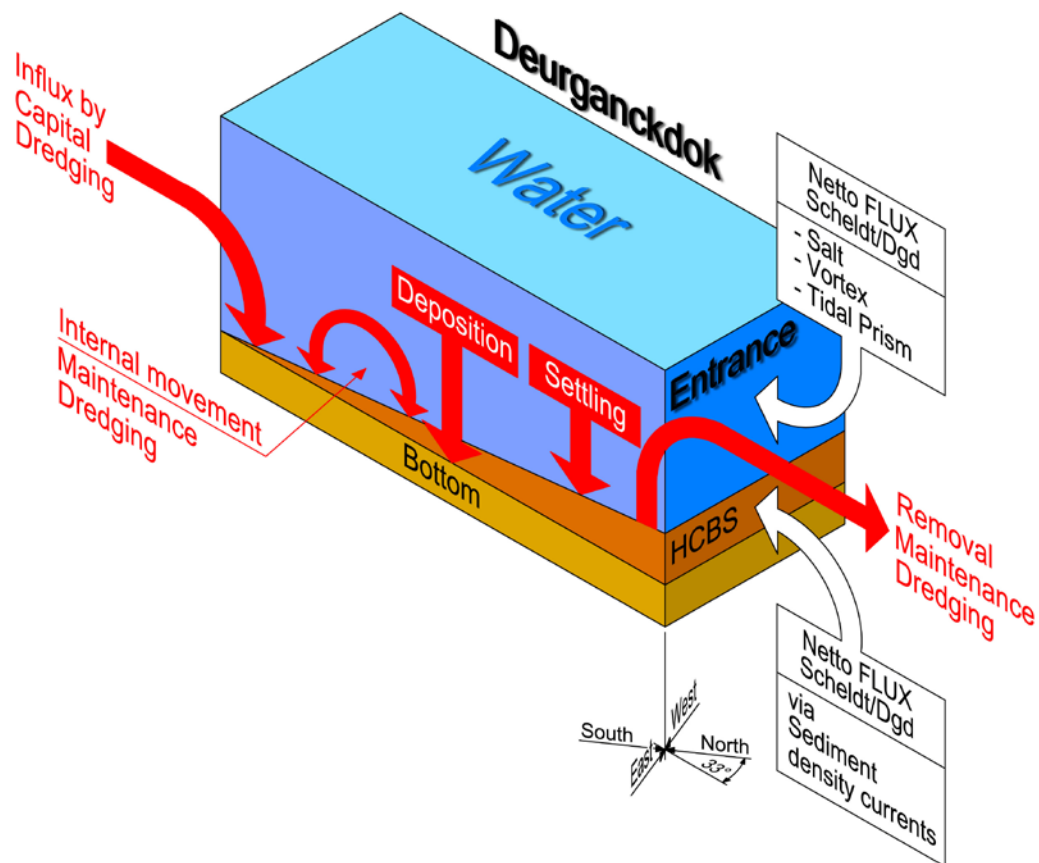 Deurganckdok
Water
Influx by
Capital
Dredging
Netto FLUX
Scheldt/Dgd
- Salt
- Vortex
- Tidal Prism
Deposition
Settling
Entrance
Internal movement
Maintenance
Dredging
Bottom
HCBS
Removal
Maintenance
Dredging
Netto FLUX
Scheldt/Dgd
via
Sediment
density currents
West
South
North
East
33°